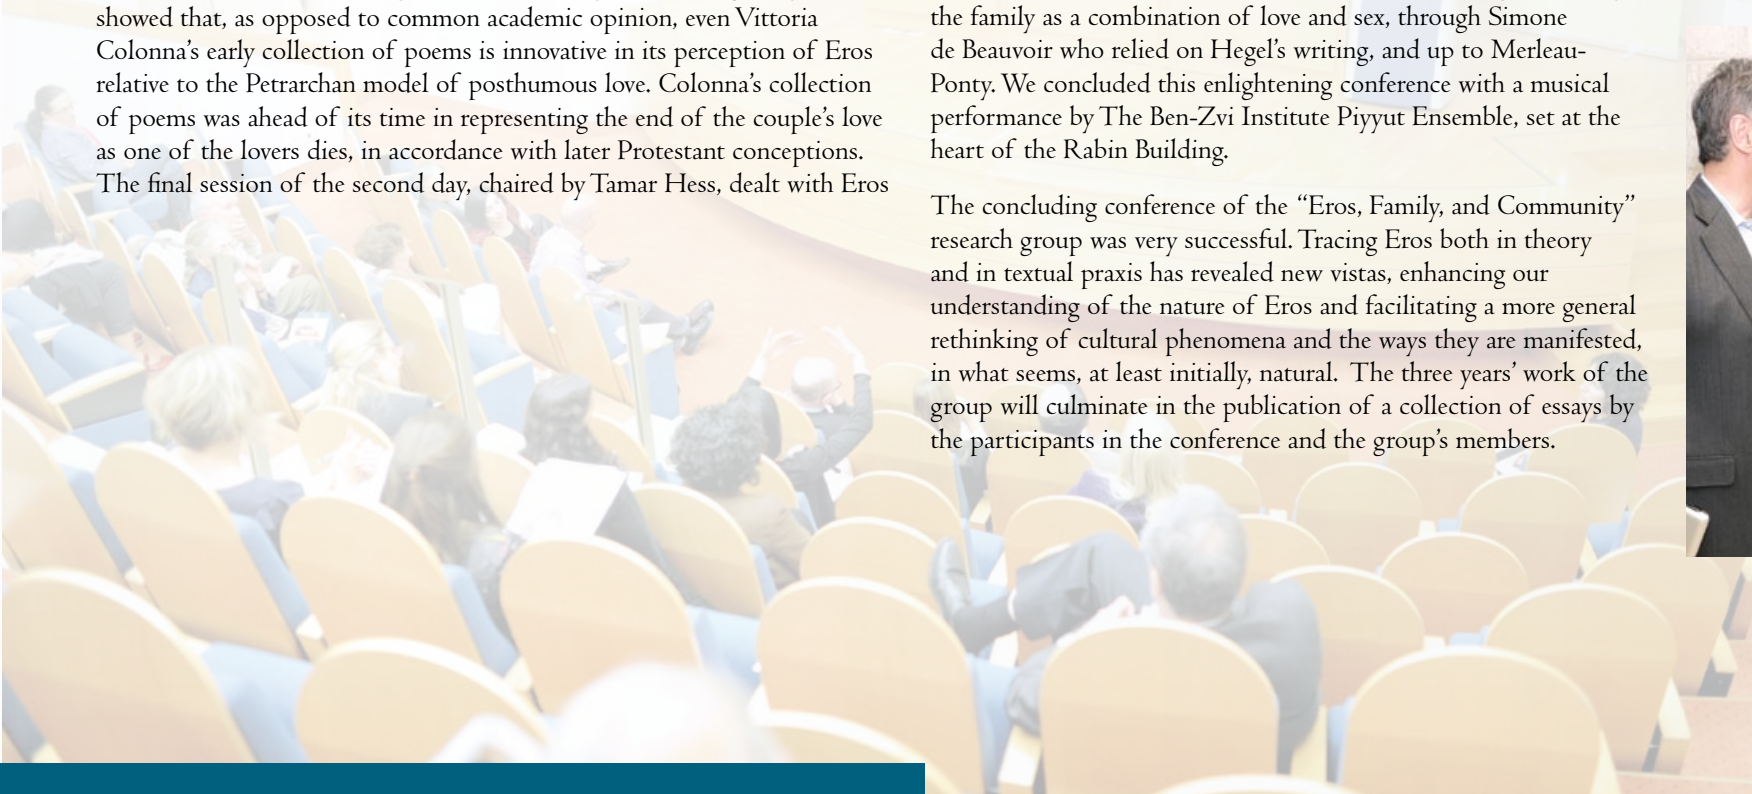 showed that, as opposed to common academic opinion, even Vittoria
Colonna's early collection of poems is innovative in its perception of Eros
relative to the Petrarchan model of posthumous love. Colonna's collection
of poems was ahead of its time in representing the end of the couple's love
as one of the lovers dies, in accordance with later Protestant conceptions.
The final session of the second day, chaired by Tamar Hess, dealt with Eros
the family as a combination of love and sex, through Simone
de Beauvoir who relied on Hegel's writing, and up to Merleau-
Ponty. We concluded this enlightening conference with a musical
performance by The Ben-Zvi Institute Piyyut Ensemble, set at the
heart of the Rabin Building.
The concluding conference of the “Eros, Family, and Community”
research group was very successful. Tracing Eros both in theory
and in textual praxis has revealed new vistas, enhancing our
understanding of the nature of Eros and facilitating a more general
rethinking of cultural phenomena and the ways they are manifested,
in what seems, at least initially, natural. The three years' work of the
group will culminate in the publication of a collection of essays by
the participants in the conference and the group's members.